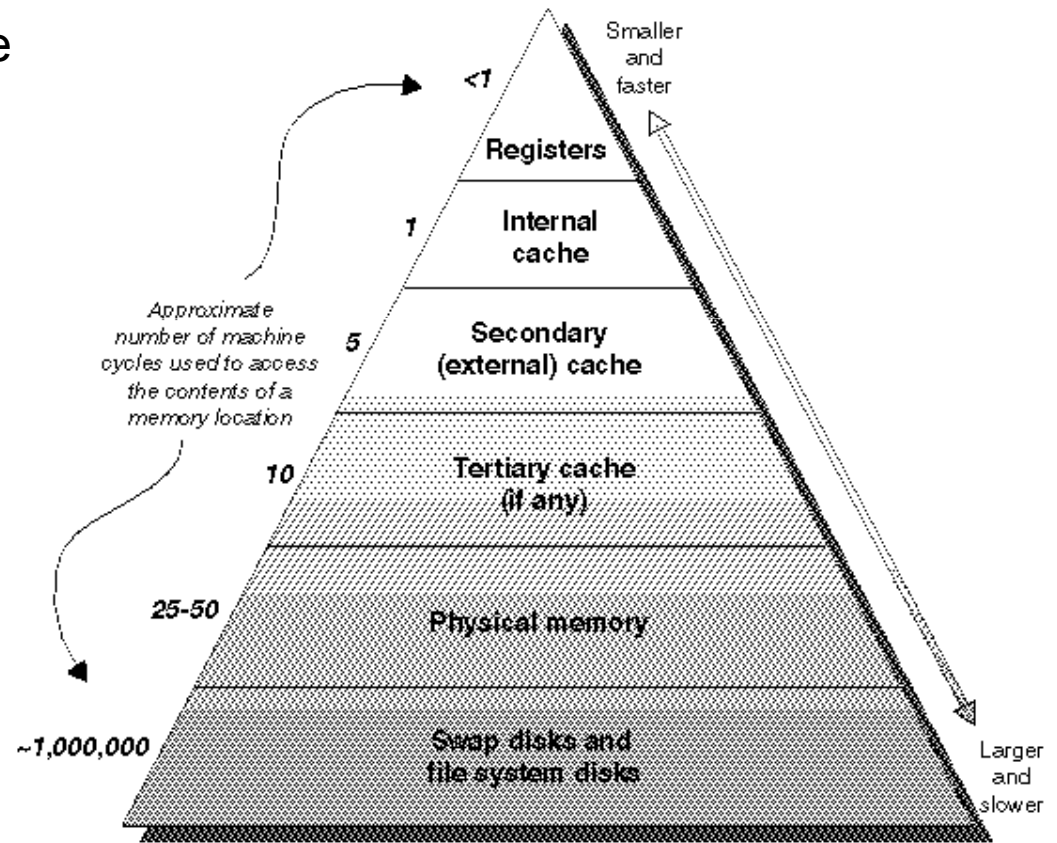 e
Smaller
and
faster
<1
Registers
1
Internal
cache
Approximate
number of machine
cycles used to access
the contents of a
memory location
5
Secondary
(external) cache
10
Tertiary cache
(if any)
25-50
Physical memory
~1,000,000
Swap disks and
file system disks
Larger
and
slower